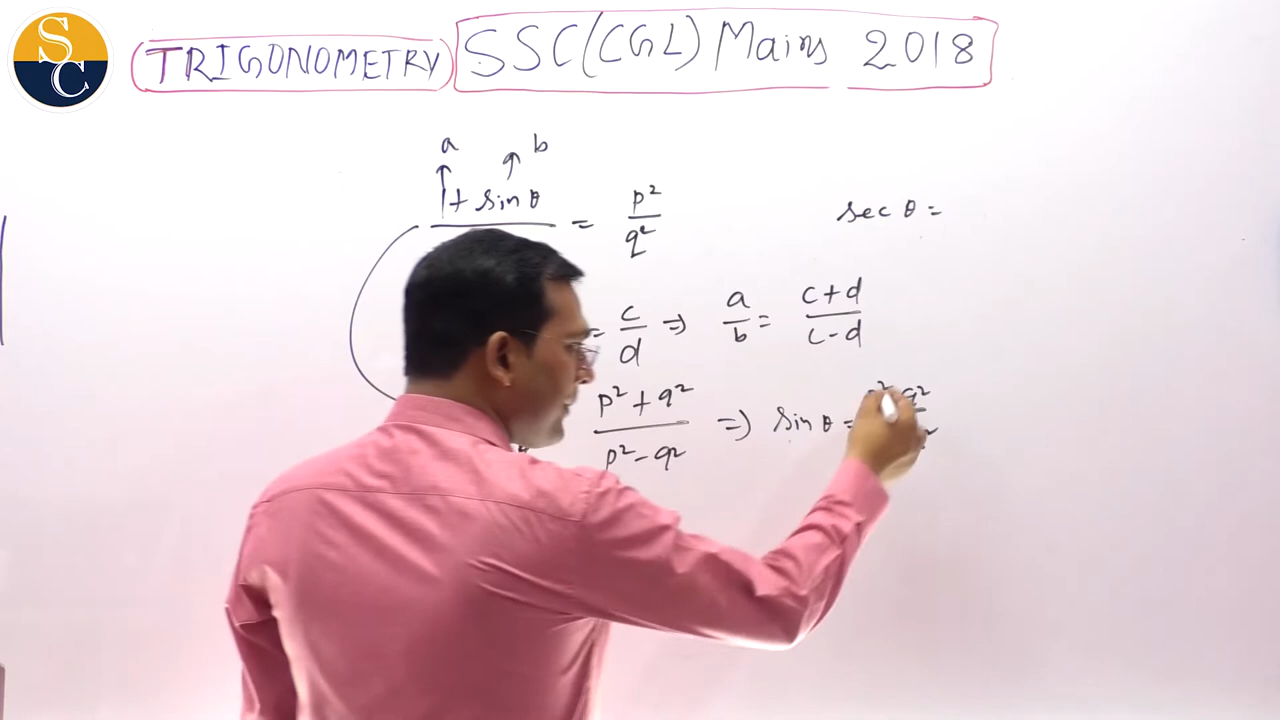 S
C
(TRIGONOMETRY) SSC(CGL) Mains 2018
a b
1+ sin θ = p²/q²
sec θ =
= c/d ⇒ a/b = c+d/c-d
p²+q²/p²-q² ⇒ sin θ =